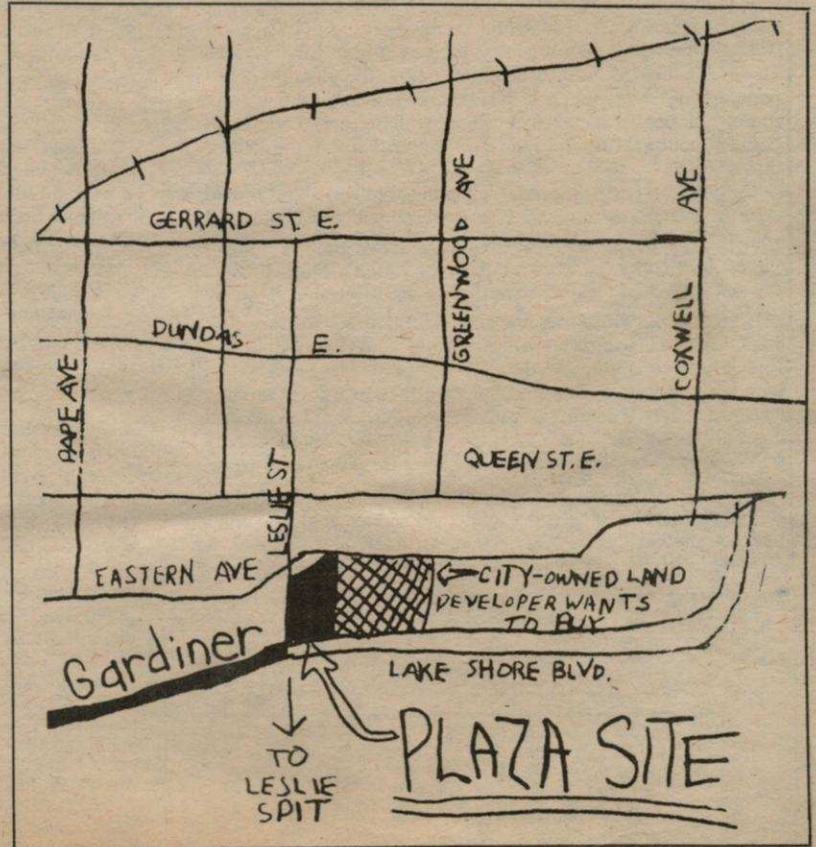 GERRARD ST. E.
GREENWOOD AVE
COXWELL AVE
DUNDAS E.
PAPE AVE
LESLIE ST
QUEEN ST. E.
EASTERN AVE
CITY-OWNED LAND
DEVELOPER WANTS
TO BUY
Gardiner
LAKE SHORE BLVD.
PLAZA SITE
TO
LESLIE
SPIT